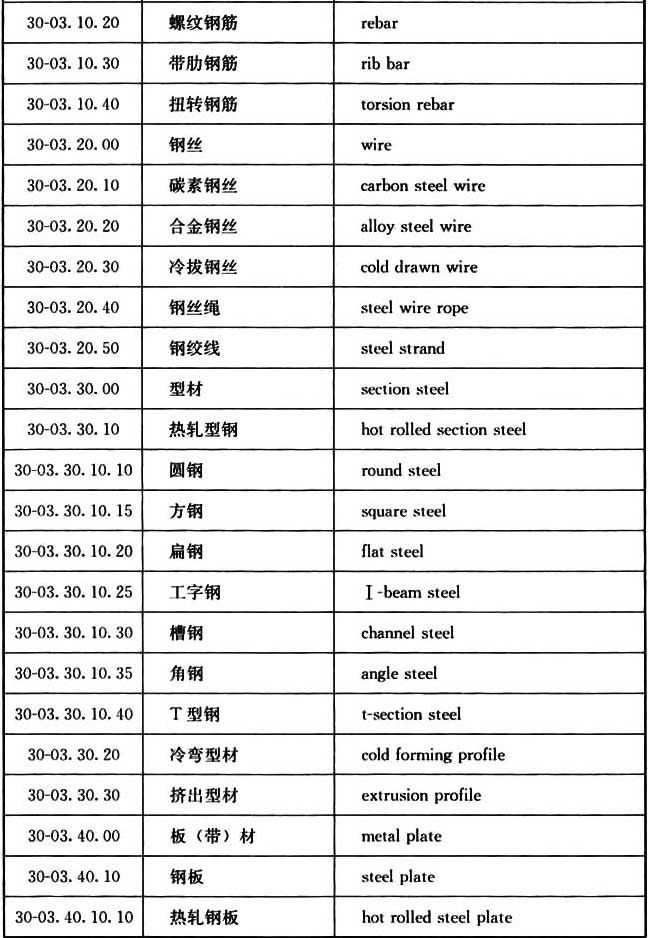 30-03.10.20 螺纹钢筋 rebar
30-03.10.30 带肋钢筋 rib bar
30-03.10.40 扭转钢筋 torsion rebar
30-03.20.00 钢丝 wire
30-03.20.10 碳素钢丝 carbon steel wire
30-03.20.20 合金钢丝 alloy steel wire
30-03.20.30 冷拔钢丝 cold drawn wire
30-03.20.40 钢丝绳 steel wire rope
30-03.20.50 钢绞线 steel strand
30-03.30.00 型材 section steel
30-03.30.10 热轧型钢 hot rolled section steel
30-03.30.10.10 圆钢 round steel
30-03.30.10.15 方钢 square steel
30-03.30.10.20 扁钢 flat steel
30-03.30.10.25 工字钢 Ⅰ-beam steel
30-03.30.10.30 槽钢 channel steel
30-03.30.10.35 角钢 angle steel
30-03.30.10.40 T型钢 t-section steel
30-03.30.20 冷弯型材 cold forming profile
30-03.30.30 挤出型材 extrusion profile
30-03.40.00 板（带）材 metal plate
30-03.40.10 钢板 steel plate
30-03.40.10.10 热轧钢板 hot rolled steel plate